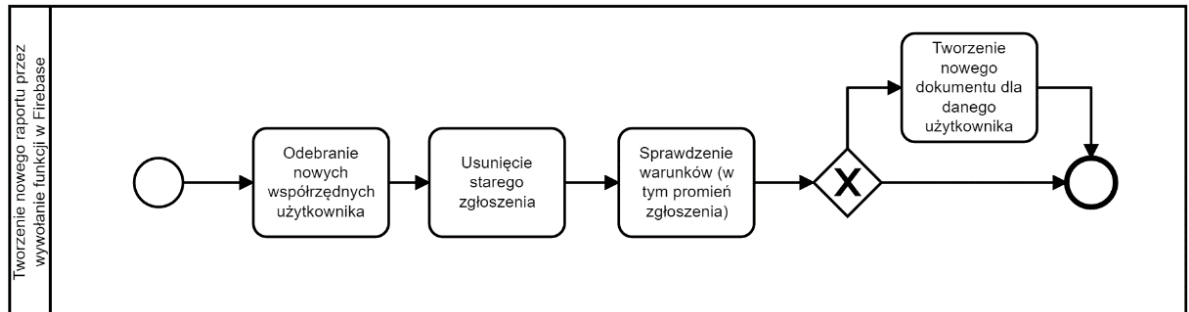 Tworzenie nowego raportu przez
wywołanie funkcji w Firebase
Odebranie
nowych
współrzędnych
użytkownika
Usunięcie
starego
zgłoszenia
Sprawdzenie
warunków (w
tym promień
zgłoszenia)
X
Tworzenie
nowego
dokumentu dla
danego
użytkownika